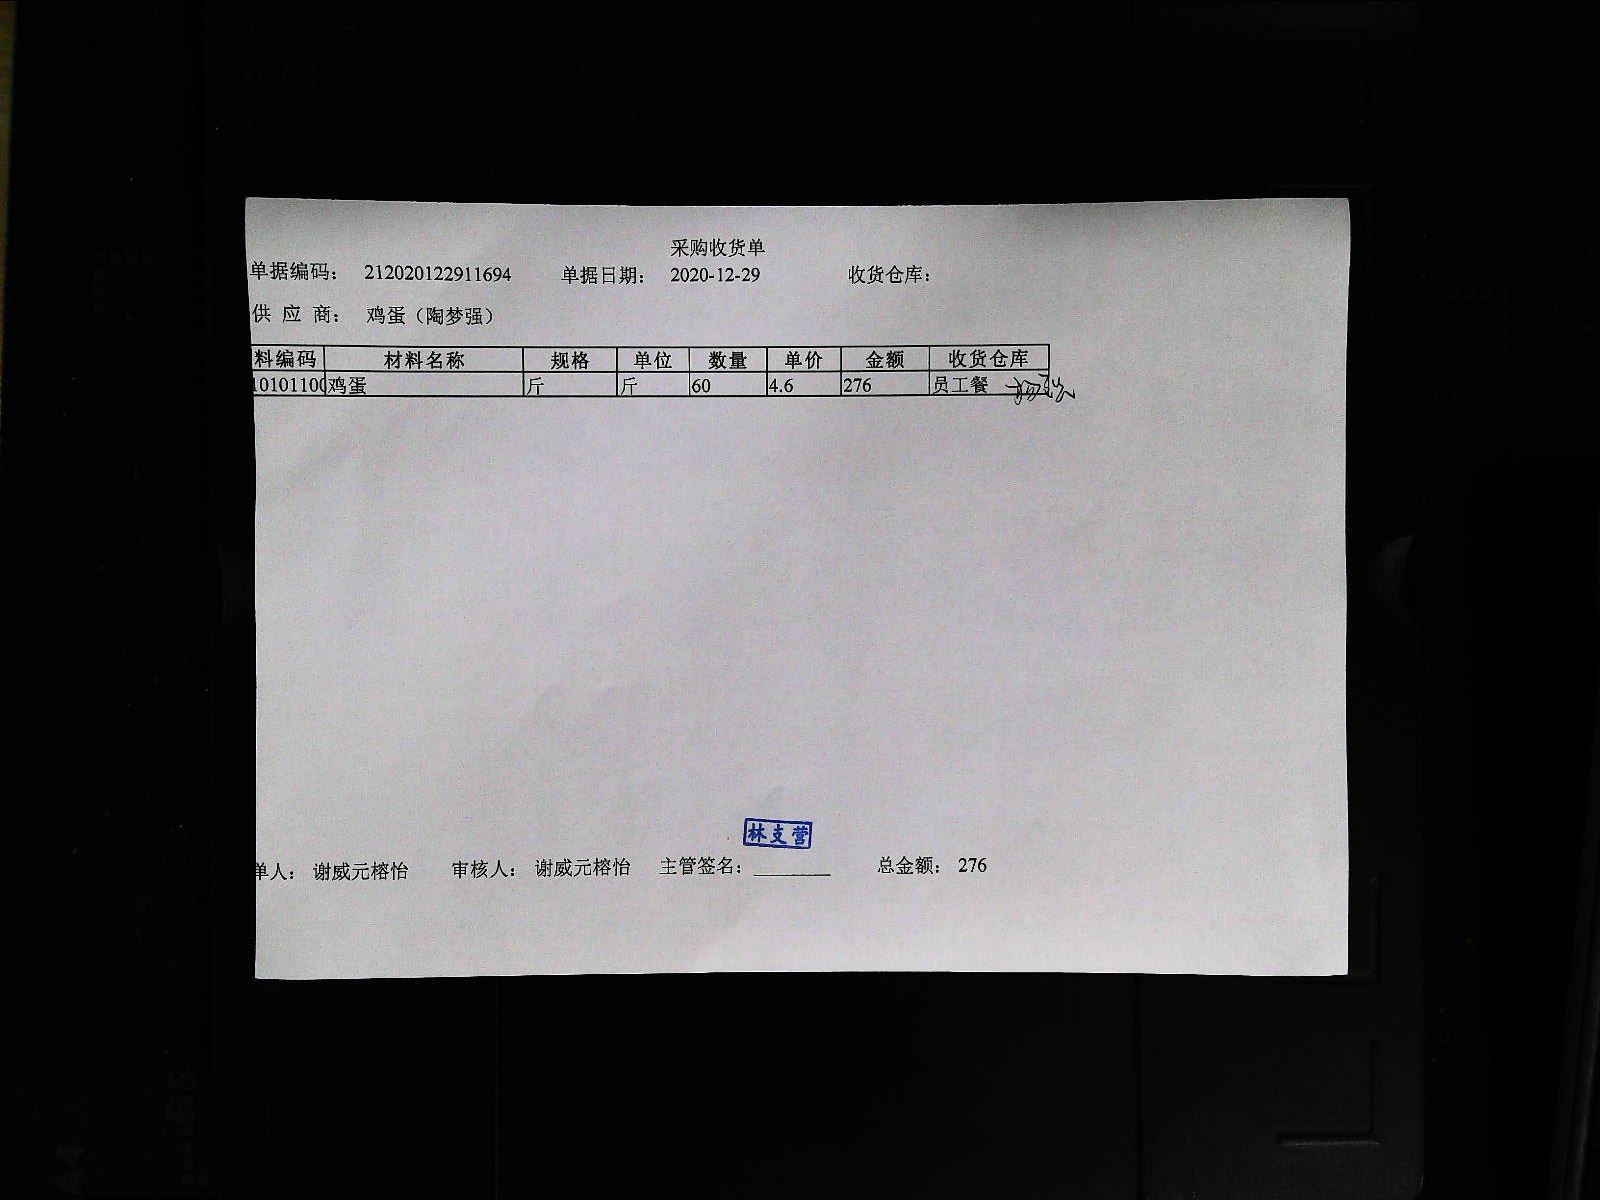 采购收货单
单据编码： 212020122911694 单据日期： 2020-12-29 收货仓库：
供 应 商： 鸡蛋（陶梦强）
料编码 材料名称 规格 单位 数量 单价 金额 收货仓库
10101100 鸡蛋 斤 斤 60 4.6 276 员工餐
林支营
单人： 谢威元榕怡 审核人： 谢威元榕怡 主管签名： 总金额： 276